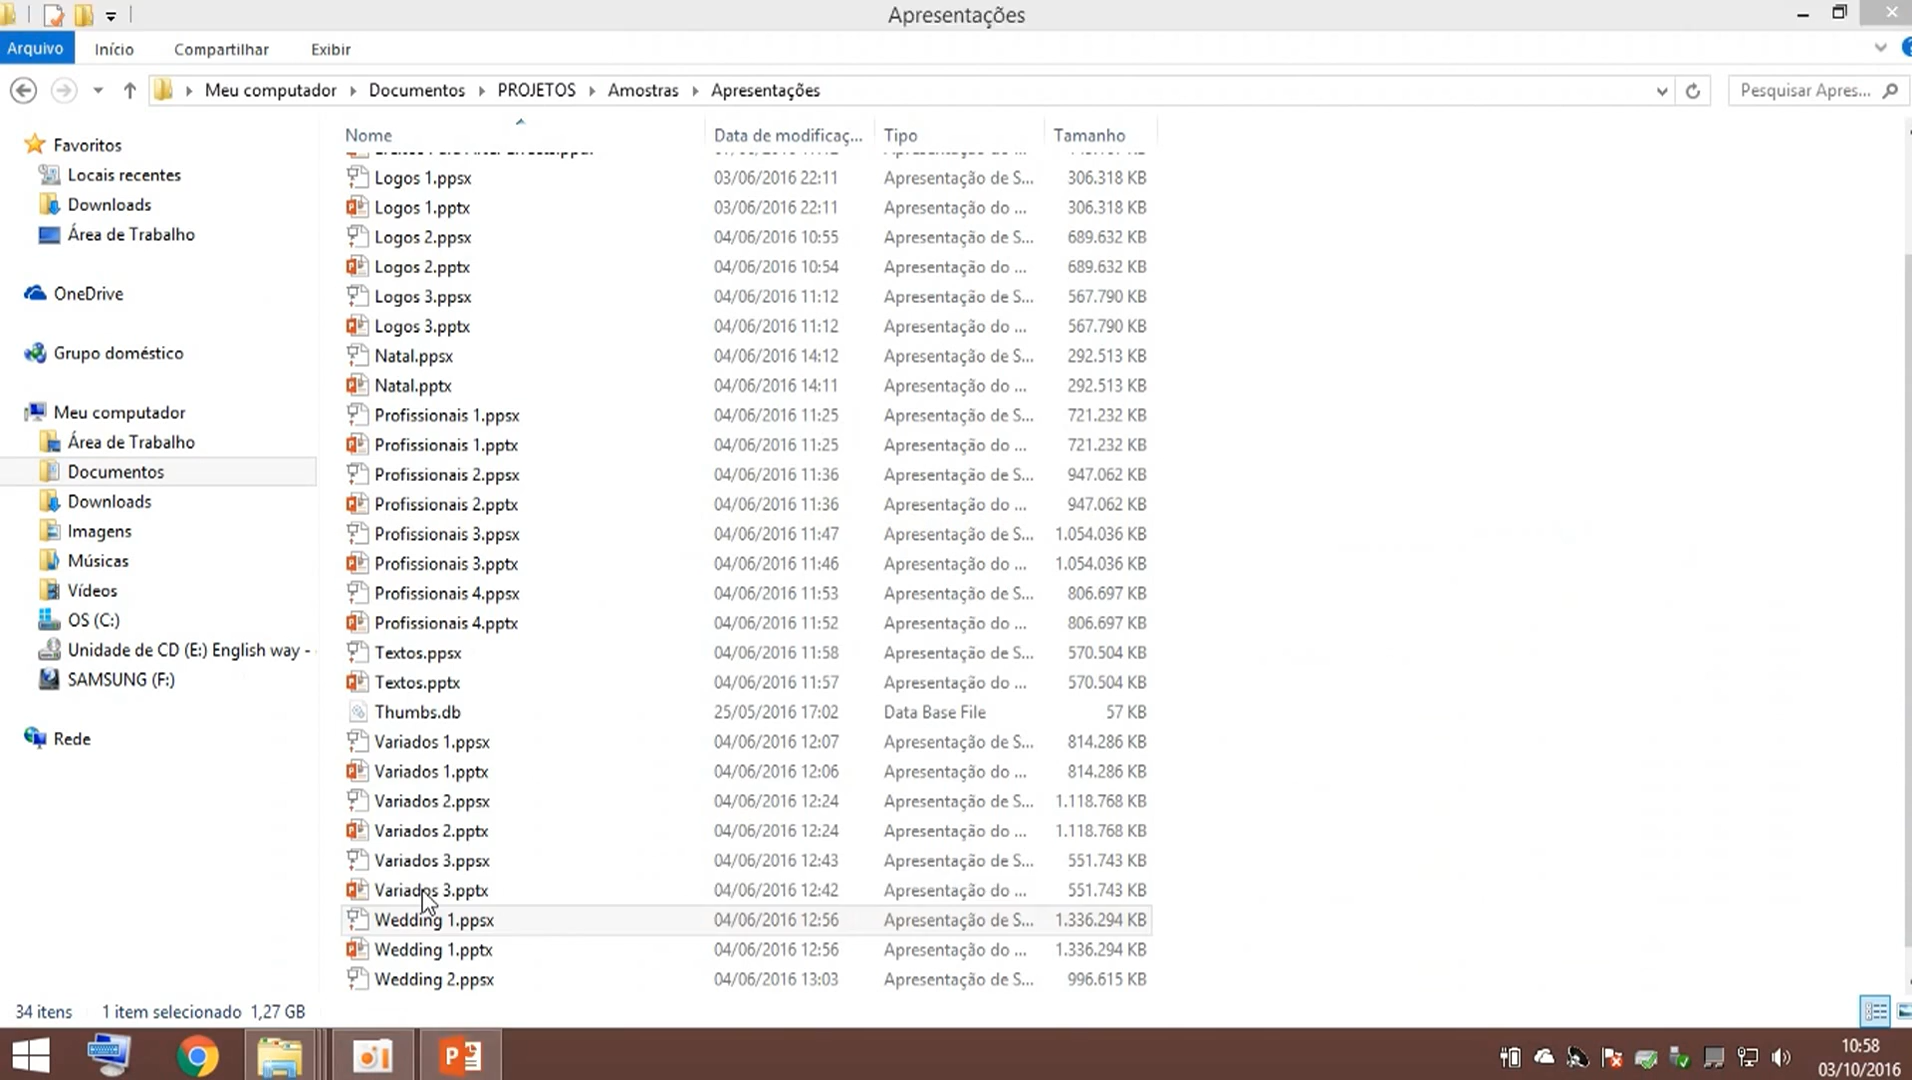 Apresentações
Arquivo Início Compartilhar Exibir
Meu computador Documentos PROJETOS Amostras Apresentações Pesquisar Apres...
Nome Data de modificaç... Tipo Tamanho
Favoritos
Locais recentes
Downloads
Área de Trabalho
OneDrive
Grupo doméstico
Meu computador
Área de Trabalho
Documentos
Downloads
Imagens
Músicas
Vídeos
OS (C:)
Unidade de CD (E:) English way -
SAMSUNG (F:)
Rede
Logos 1.ppsx 03/06/2016 22:11 Apresentação de S... 306.318 KB
Logos 1.pptx 03/06/2016 22:11 Apresentação do ... 306.318 KB
Logos 2.ppsx 04/06/2016 10:55 Apresentação de S... 689.632 KB
Logos 2.pptx 04/06/2016 10:54 Apresentação do ... 689.632 KB
Logos 3.ppsx 04/06/2016 11:12 Apresentação de S... 567.790 KB
Logos 3.pptx 04/06/2016 11:12 Apresentação do ... 567.790 KB
Natal.ppsx 04/06/2016 14:12 Apresentação de S... 292.513 KB
Natal.pptx 04/06/2016 14:11 Apresentação do ... 292.513 KB
Profissionais 1.ppsx 04/06/2016 11:25 Apresentação de S... 721.232 KB
Profissionais 1.pptx 04/06/2016 11:25 Apresentação do ... 721.232 KB
Profissionais 2.ppsx 04/06/2016 11:36 Apresentação de S... 947.062 KB
Profissionais 2.pptx 04/06/2016 11:36 Apresentação do ... 947.062 KB
Profissionais 3.ppsx 04/06/2016 11:47 Apresentação de S... 1.054.036 KB
Profissionais 3.pptx 04/06/2016 11:46 Apresentação do ... 1.054.036 KB
Profissionais 4.ppsx 04/06/2016 11:53 Apresentação de S... 806.697 KB
Profissionais 4.pptx 04/06/2016 11:52 Apresentação do ... 806.697 KB
Textos.ppsx 04/06/2016 11:58 Apresentação de S... 570.504 KB
Textos.pptx 04/06/2016 11:57 Apresentação do ... 570.504 KB
Thumbs.db 25/05/2016 17:02 Data Base File 57 KB
Variados 1.ppsx 04/06/2016 12:07 Apresentação de S... 814.286 KB
Variados 1.pptx 04/06/2016 12:06 Apresentação do ... 814.286 KB
Variados 2.ppsx 04/06/2016 12:24 Apresentação de S... 1.118.768 KB
Variados 2.pptx 04/06/2016 12:24 Apresentação do ... 1.118.768 KB
Variados 3.ppsx 04/06/2016 12:43 Apresentação de S... 551.743 KB
Variados 3.pptx 04/06/2016 12:42 Apresentação do ... 551.743 KB
Wedding 1.ppsx 04/06/2016 12:56 Apresentação de S... 1.336.294 KB
Wedding 1.pptx 04/06/2016 12:56 Apresentação do ... 1.336.294 KB
Wedding 2.ppsx 04/06/2016 13:03 Apresentação de S... 996.615 KB
34 itens 1 item selecionado 1,27 GB
10:58
03/10/2016